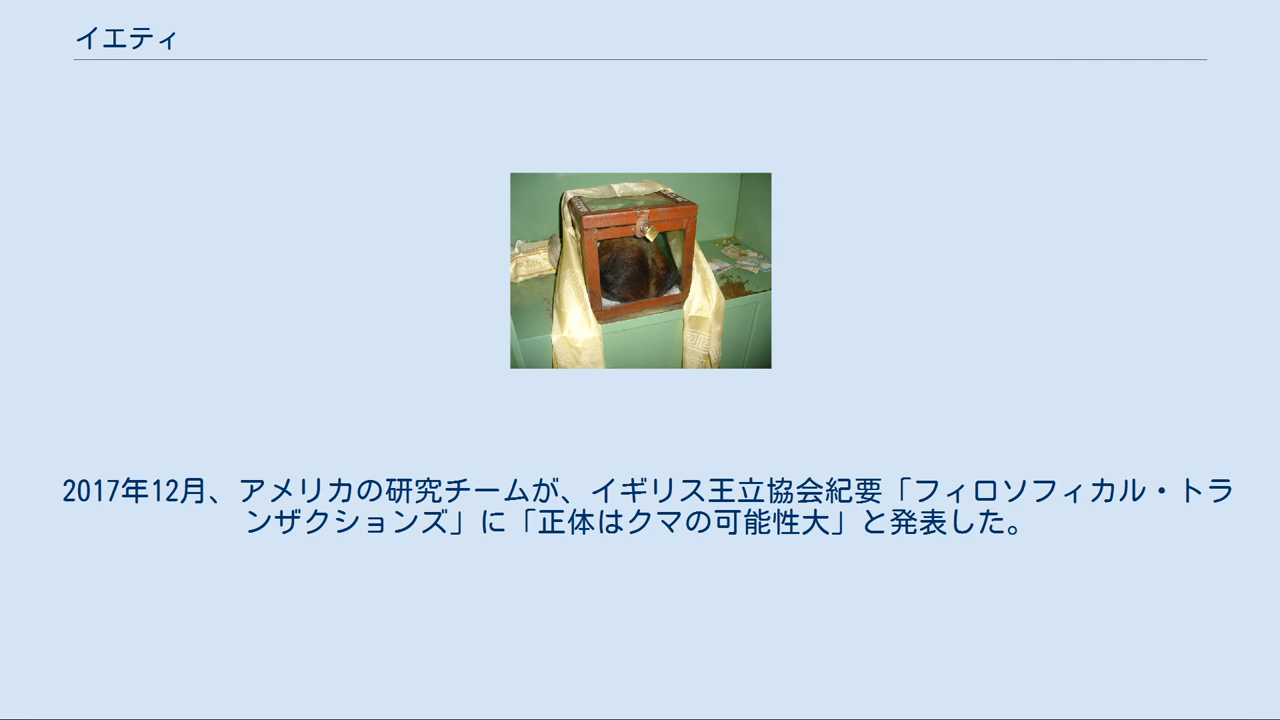 イエティ
2017年12月、アメリカの研究チームが、イギリス王立協会紀要「フィロソフィカル・トラ
ンザクションズ」に「正体はクマの可能性大」と発表した。